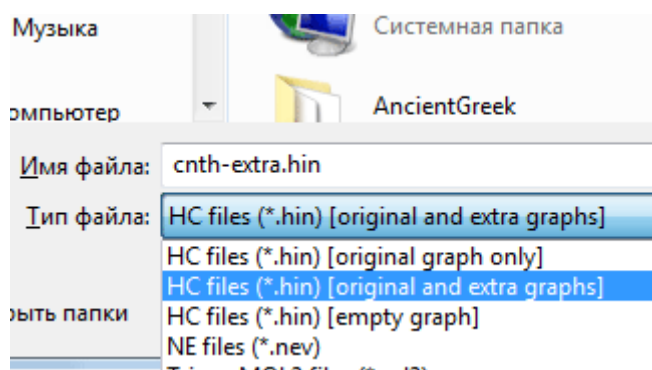 Музыка
Системная папка
омпьютер
AncientGreek
Имя файла: cnth-extra.hin
Тип файла: HC files (*.hin) [original and extra graphs]
HC files (*.hin) [original graph only]
HC files (*.hin) [original and extra graphs]
рыть папки
HC files (*.hin) [empty graph]
NE files (*.nev)